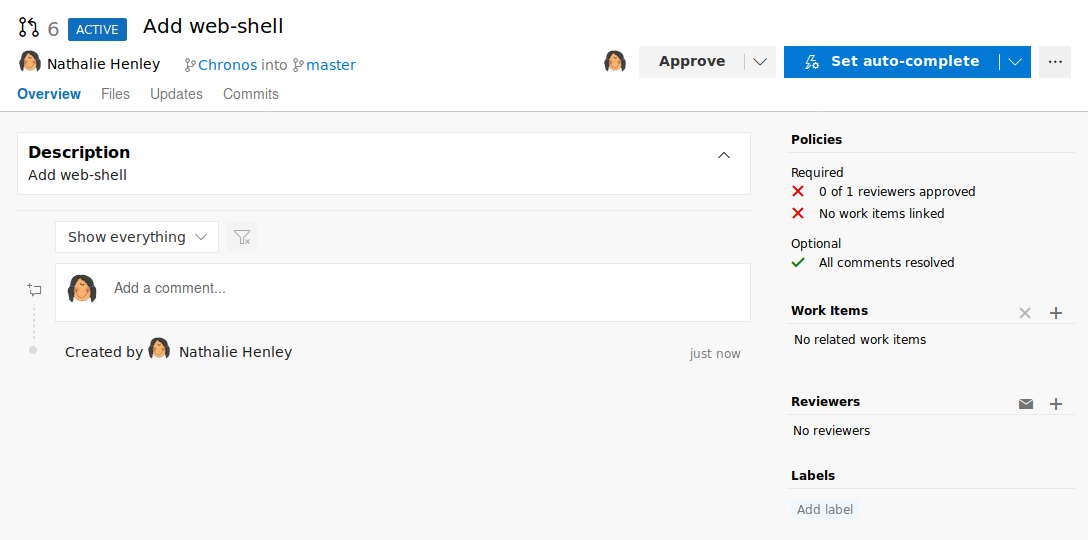 6 ACTIVE Add web-shell
Nathalie Henley Chronos into master Approve Set auto-complete ...
Overview Files Updates Commits
Description
Add web-shell
Show everything
Add a comment...
Created by Nathalie Henley just now
Policies
Required
0 of 1 reviewers approved
No work items linked
Optional
All comments resolved
Work Items
No related work items
Reviewers
No reviewers
Labels
Add label